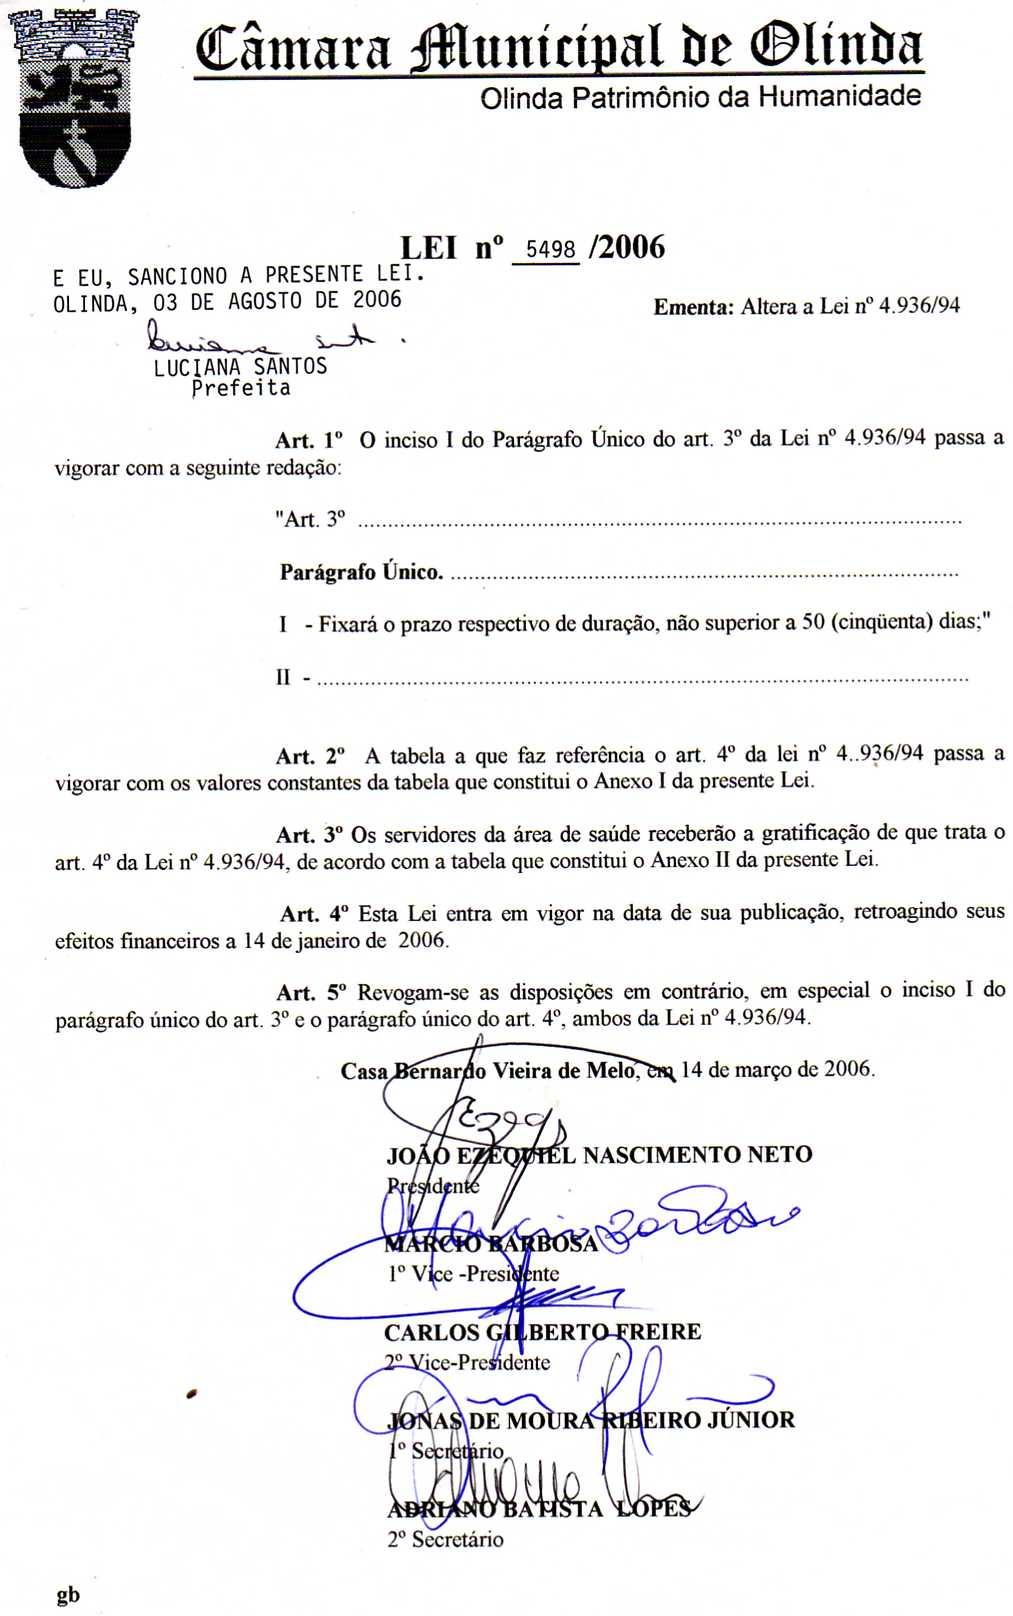 Câmara Municipal de Olinda
Olinda Patrimônio da Humanidade
LEI nº 5498 /2006
E EU, SANCIONO A PRESENTE LEI.
OLINDA, 03 DE AGOSTO DE 2006
Ementa: Altera a Lei nº 4.936/94
LUCIANA SANTOS
Prefeita
Art. 1º O inciso I do Parágrafo Único do art. 3º da Lei nº 4.936/94 passa a
vigorar com a seguinte redação:
"Art. 3º ........................................................................................................
Parágrafo Único. .......................................................................................
I - Fixará o prazo respectivo de duração, não superior a 50 (cinqüenta) dias;"
II - ................................................................................................................
Art. 2º A tabela a que faz referência o art. 4º da lei nº 4..936/94 passa a
vigorar com os valores constantes da tabela que constitui o Anexo I da presente Lei.
Art. 3º Os servidores da área de saúde receberão a gratificação de que trata o
art. 4º da Lei nº 4.936/94, de acordo com a tabela que constitui o Anexo II da presente Lei.
Art. 4º Esta Lei entra em vigor na data de sua publicação, retroagindo seus
efeitos financeiros a 14 de janeiro de 2006.
Art. 5º Revogam-se as disposições em contrário, em especial o inciso I do
parágrafo único do art. 3º e o parágrafo único do art. 4º, ambos da Lei nº 4.936/94.
Casa Bernardo Vieira de Melo, em 14 de março de 2006.
JOÃO EZEQUIEL NASCIMENTO NETO
Presidente
MARCIO BARBOSA
1º Vice -Presidente
CARLOS GILBERTO FREIRE
2º Vice-Presidente
JONAS DE MOURA RIBEIRO JÚNIOR
1º Secretário
ADRIANO BATISTA LOPES
2º Secretário
gb